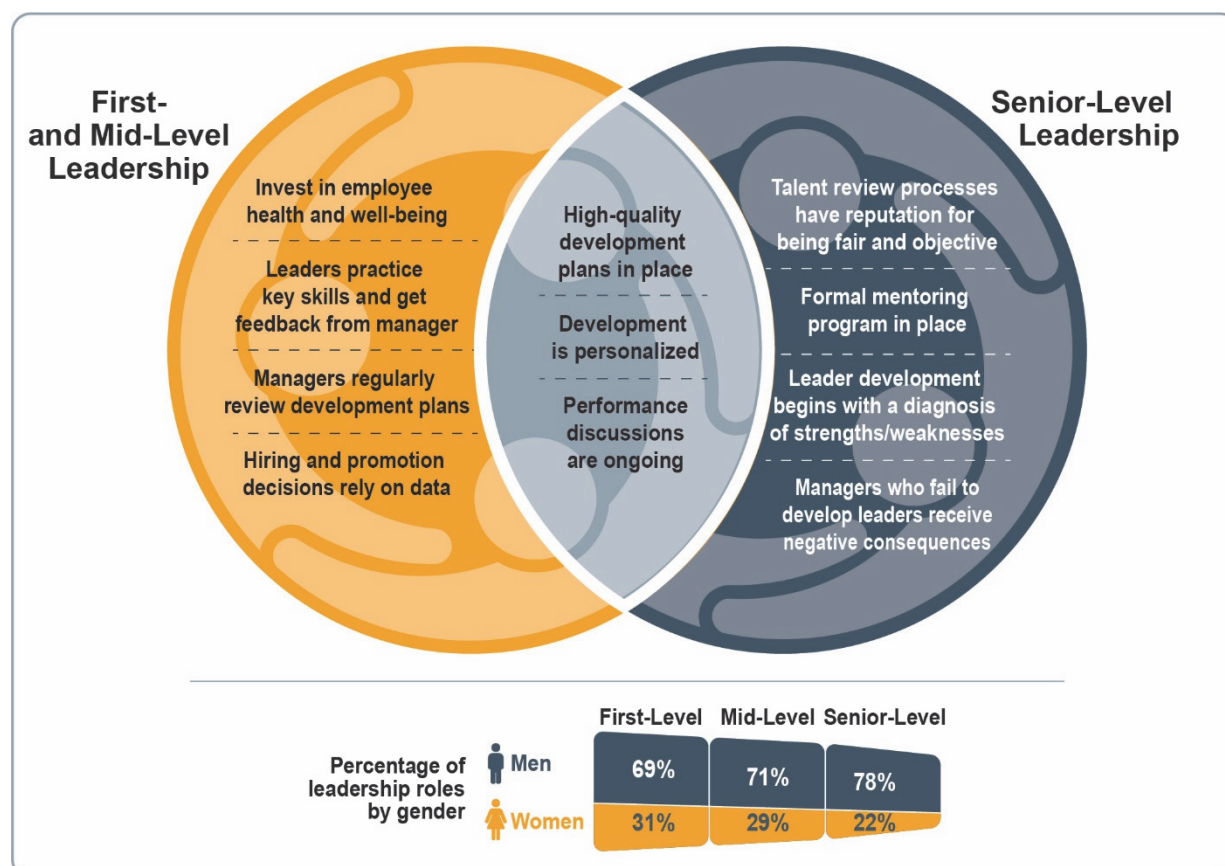 First-
and Mid-Level
Leadership
Invest in employee
health and well-being
Leaders practice
key skills and get
feedback from manager
Managers regularly
review development plans
Hiring and promotion
decisions rely on data
High-quality
development
plans in place
Development
is personalized
Performance
discussions
are ongoing
Senior-Level
Leadership
Talent review processes
have reputation for
being fair and objective
Formal mentoring
program in place
Leader development
begins with a diagnosis
of strengths/weaknesses
Managers who fail to
develop leaders receive
negative consequences
Percentage of
leadership roles
by gender
First-Level Mid-Level Senior-Level
Men 69% 71% 78%
Women 31% 29% 22%